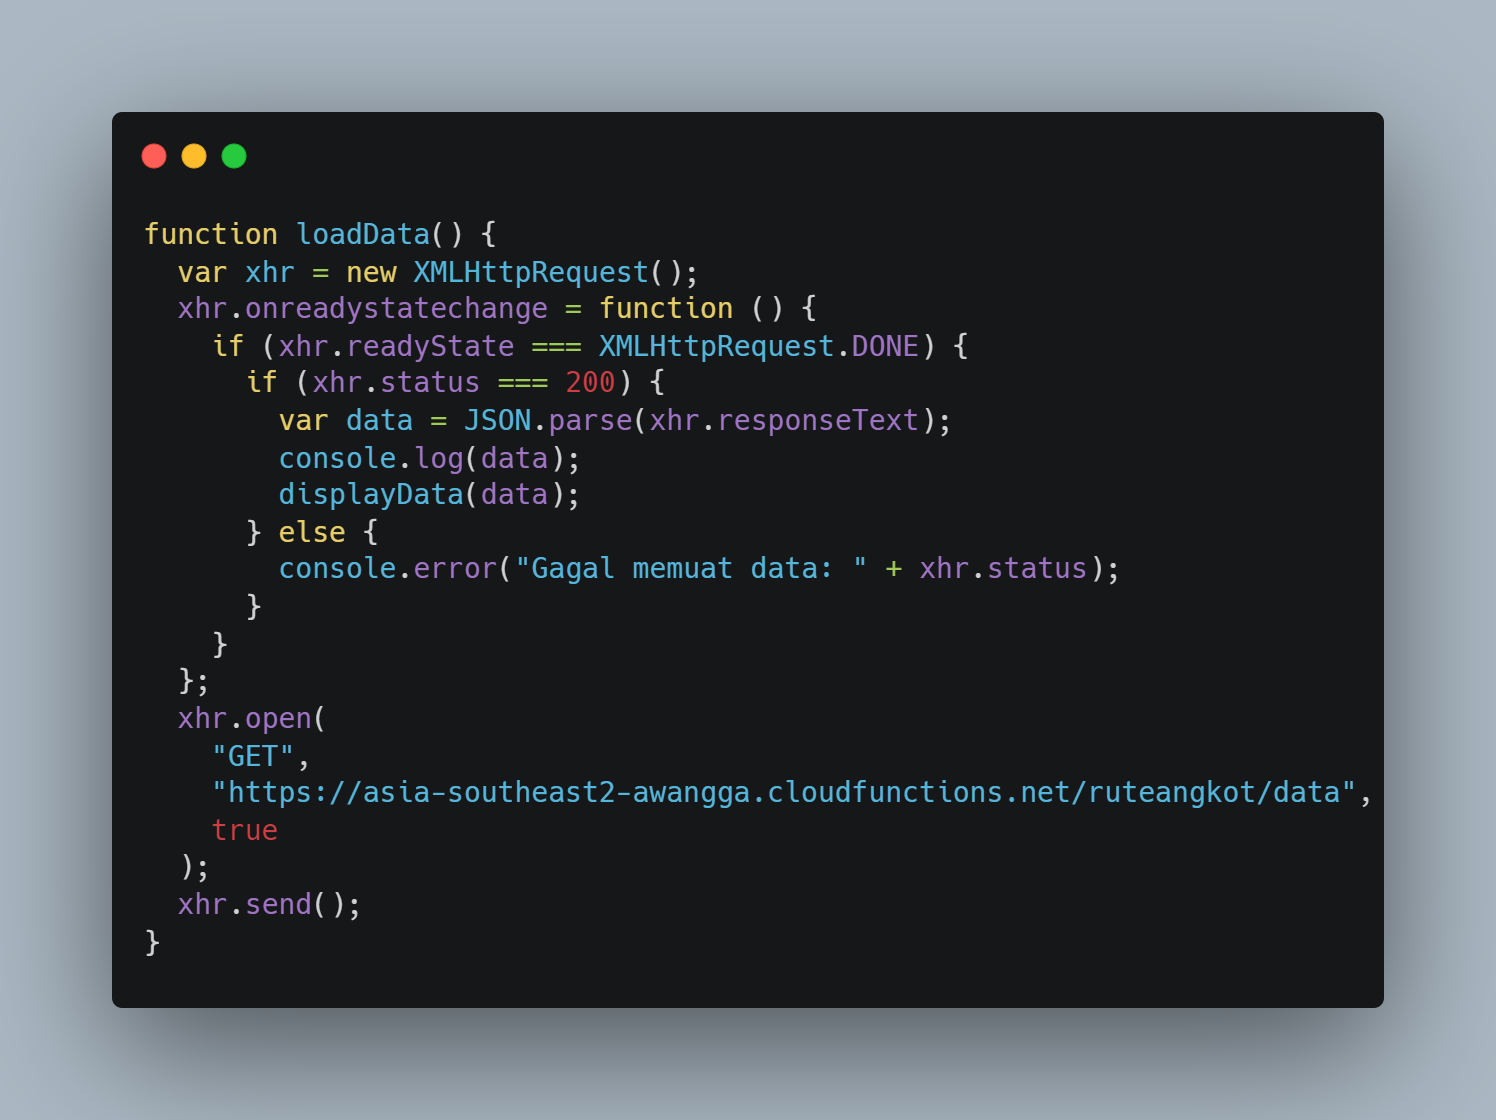 function loadData() {
  var xhr = new XMLHttpRequest();
  xhr.onreadystatechange = function () {
    if (xhr.readyState === XMLHttpRequest.DONE) {
      if (xhr.status === 200) {
        var data = JSON.parse(xhr.responseText);
        console.log(data);
        displayData(data);
      } else {
        console.error("Gagal memuat data: " + xhr.status);
      }
    }
  };
  xhr.open(
    "GET",
    "https://asia-southeast2-awangga.cloudfunctions.net/ruteangkot/data",
    true
  );
  xhr.send();
}